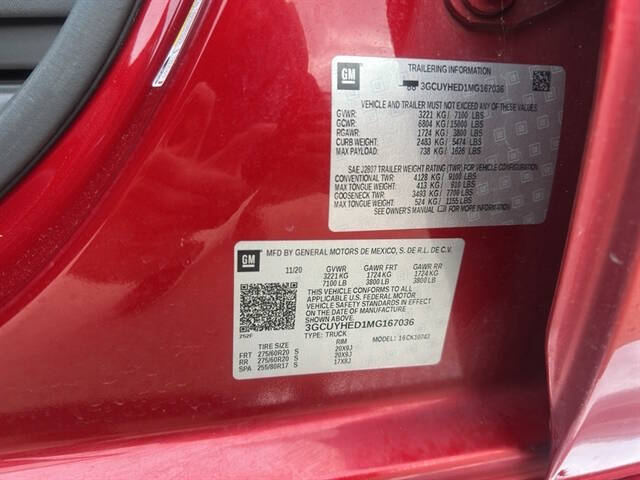 GM
TRAILERING INFORMATION
3GCUYHED1MG167036
VEHICLE AND TRAILER MUST NOT EXCEED ANY OF THESE
GVWR: 3221 KG/ 7100 LBS
GCWR: 6804 KG/ 15000 LBS
RGAWR: 1724 KG/ 3800 LBS
CURB WEIGHT: 2483 KG/ 5474 LBS
MAX PAYLOAD: 738 KG/ 1626 LBS
SAE J2807 TRAILER WEIGHT RATING (TWR) FOR VEHICLE CONFIGURATION
CONVENTIONAL TWR: 4128 KG/ 9100 LBS
MAX TONGUE WEIGHT: 413 KG/ 910 LBS
GOOSENECK TWR: 3493 KG/ 7700 LBS
MAX TONGUE WEIGHT: 524 KG/ 1155 LBS
SEE OWNER'S MANUAL FOR MORE INFORMATION
GM
MFD BY GENERAL MOTORS DE MEXICO, S. DE R.L. DE C.V.
11/20 GVWR GAWR FRT GAWR RR
3221 KG 1724 KG 1724 KG
7100 LB 3800 LB 3800 LB
THIS VEHICLE CONFORMS TO ALL
APPLICABLE U.S. FEDERAL MOTOR
VEHICLE SAFETY STANDARDS IN EFFECT
ON THE DATE OF MANUFACTURE
SHOWN ABOVE.
3GCUYHED1MG167036
TYPE: TRUCK
252F
TIRE SIZE RIM MODEL:
FRT 275/60R20 S 20X9J
RR 275/60R20 S 20X9J
SPA 255/80R17 S 17X8J